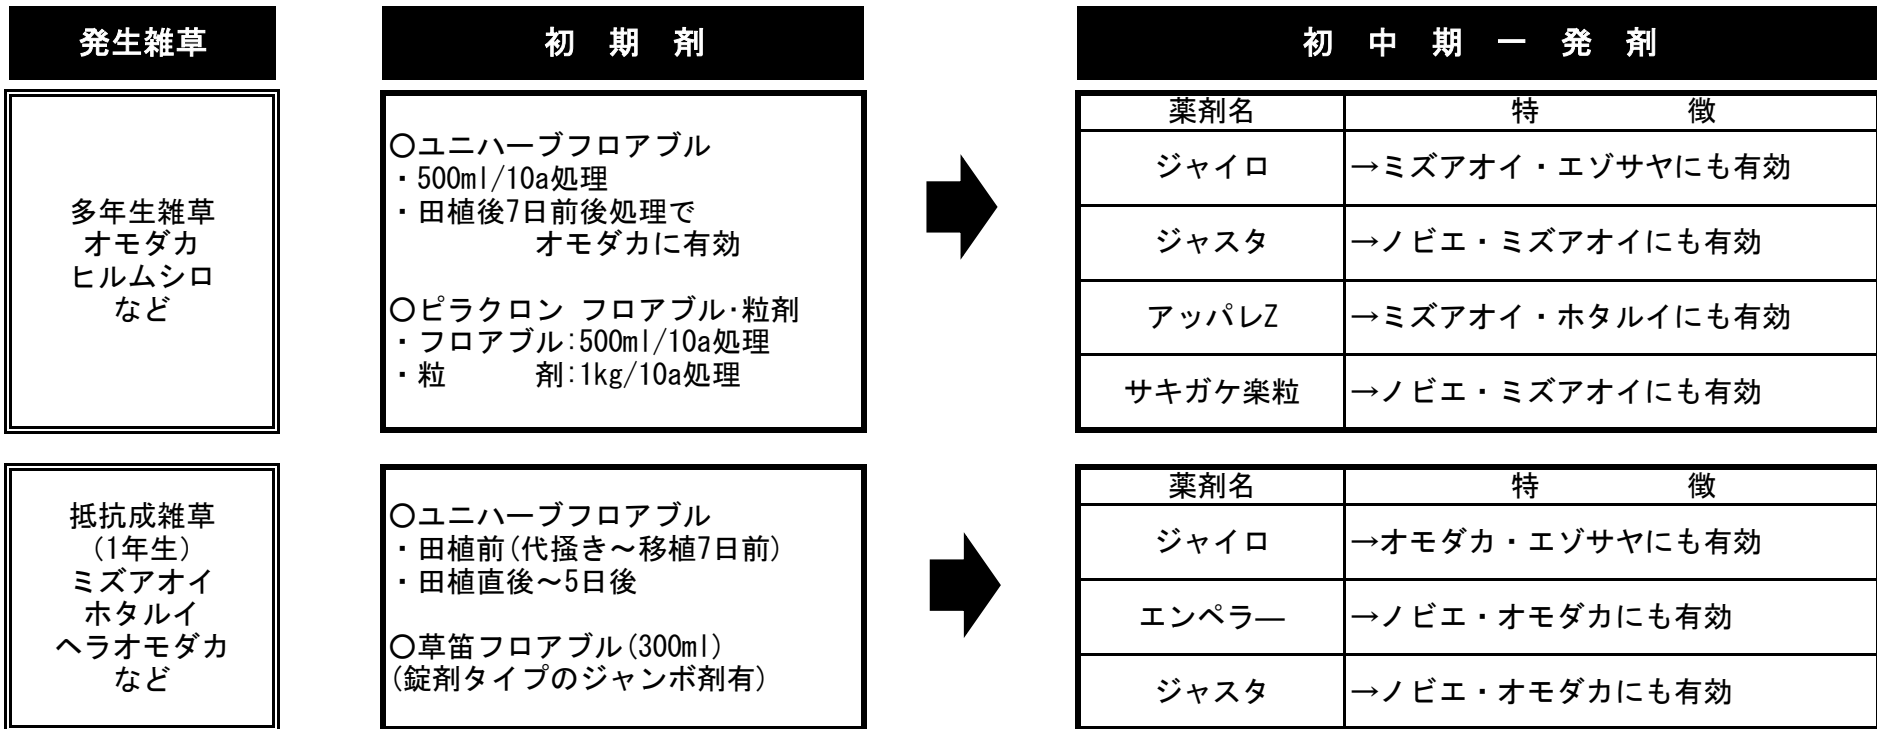 発生雑草
初　期　剤
初　中　期　一　発　剤
多年生雑草
オモダカ
ヒルムシロ
など
〇ユニハーブフロアブル
・500ml/10a処理
・田植後7日前後処理で
オモダカに有効
〇ピラクロン フロアブル･粒剤
・フロアブル:500ml/10a処理
・粒　　　剤:1kg/10a処理
薬剤名 特　　　　　徴
ジャイロ →ミズアオイ・エゾサヤにも有効
ジャスタ →ノビエ・ミズアオイにも有効
アッパレZ →ミズアオイ・ホタルイにも有効
サキガケ楽粒 →ノビエ・ミズアオイにも有効
抵抗成雑草
(1年生)
ミズアオイ
ホタルイ
ヘラオモダカ
など
〇ユニハーブフロアブル
・田植前(代掻き～移植7日前)
・田植直後～5日後
〇草笛フロアブル(300ml)
(錠剤タイプのジャンボ剤有)
薬剤名 特　　　　　徴
ジャイロ →オモダカ・エゾサヤにも有効
エンペラ― →ノビエ・オモダカにも有効
ジャスタ →ノビエ・オモダカにも有効